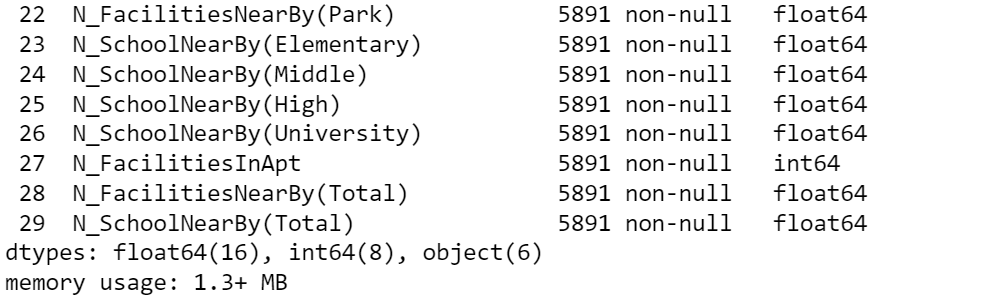 22  N_FacilitiesNearBy(Park)            5891 non-null   float64
23  N_SchoolNearBy(Elementary)          5891 non-null   float64
24  N_SchoolNearBy(Middle)              5891 non-null   float64
25  N_SchoolNearBy(High)                5891 non-null   float64
26  N_SchoolNearBy(University)          5891 non-null   float64
27  N_FacilitiesInApt                   5891 non-null   int64
28  N_FacilitiesNearBy(Total)           5891 non-null   float64
29  N_SchoolNearBy(Total)               5891 non-null   float64
dtypes: float64(16), int64(8), object(6)
memory usage: 1.3+ MB